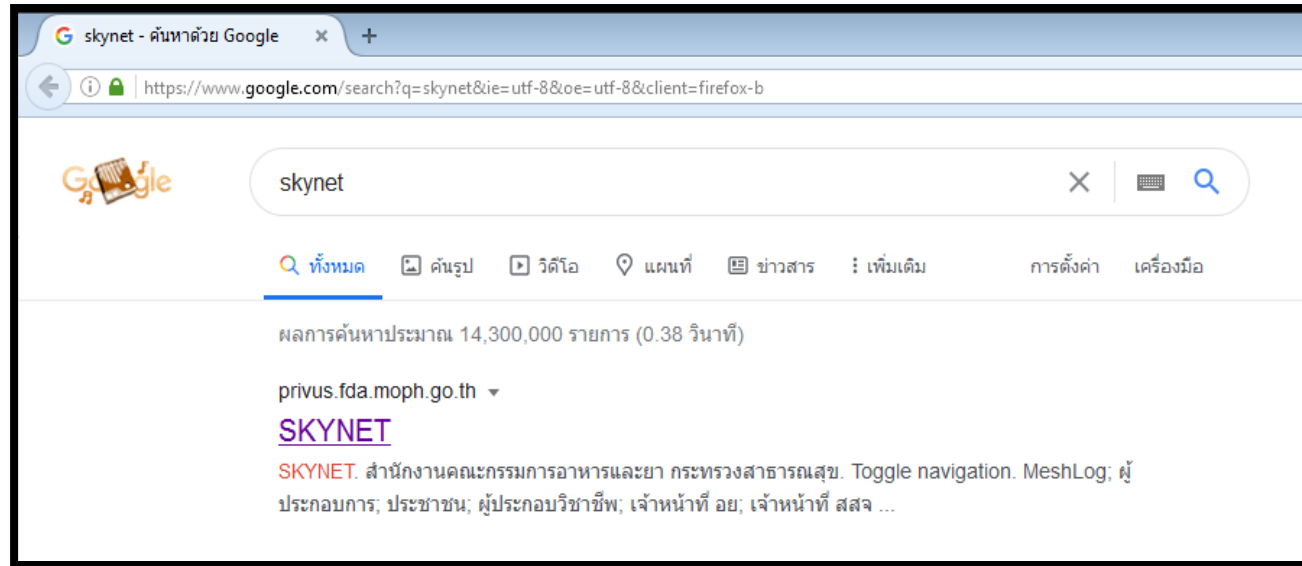 skynet - ค้นหาด้วย Google
https://www.google.com/search?q=skynet&ie=utf-8&oe=utf-8&client=firefox-b
Google
skynet
ทั้งหมด ค้นรูป วิดีโอ แผนที่ ข่าวสาร เพิ่มเติม การตั้งค่า เครื่องมือ
ผลการค้นหาประมาณ 14,300,000 รายการ (0.38 วินาที)
privus.fda.moph.go.th
SKYNET
SKYNET. สำนักงานคณะกรรมการอาหารและยา กระทรวงสาธารณสุข. Toggle navigation. MeshLog; ผู้
ประกอบการ; ประชาชน; ผู้ประกอบวิชาชีพ; เจ้าหน้าที่ อย; เจ้าหน้าที่ สสจ ...